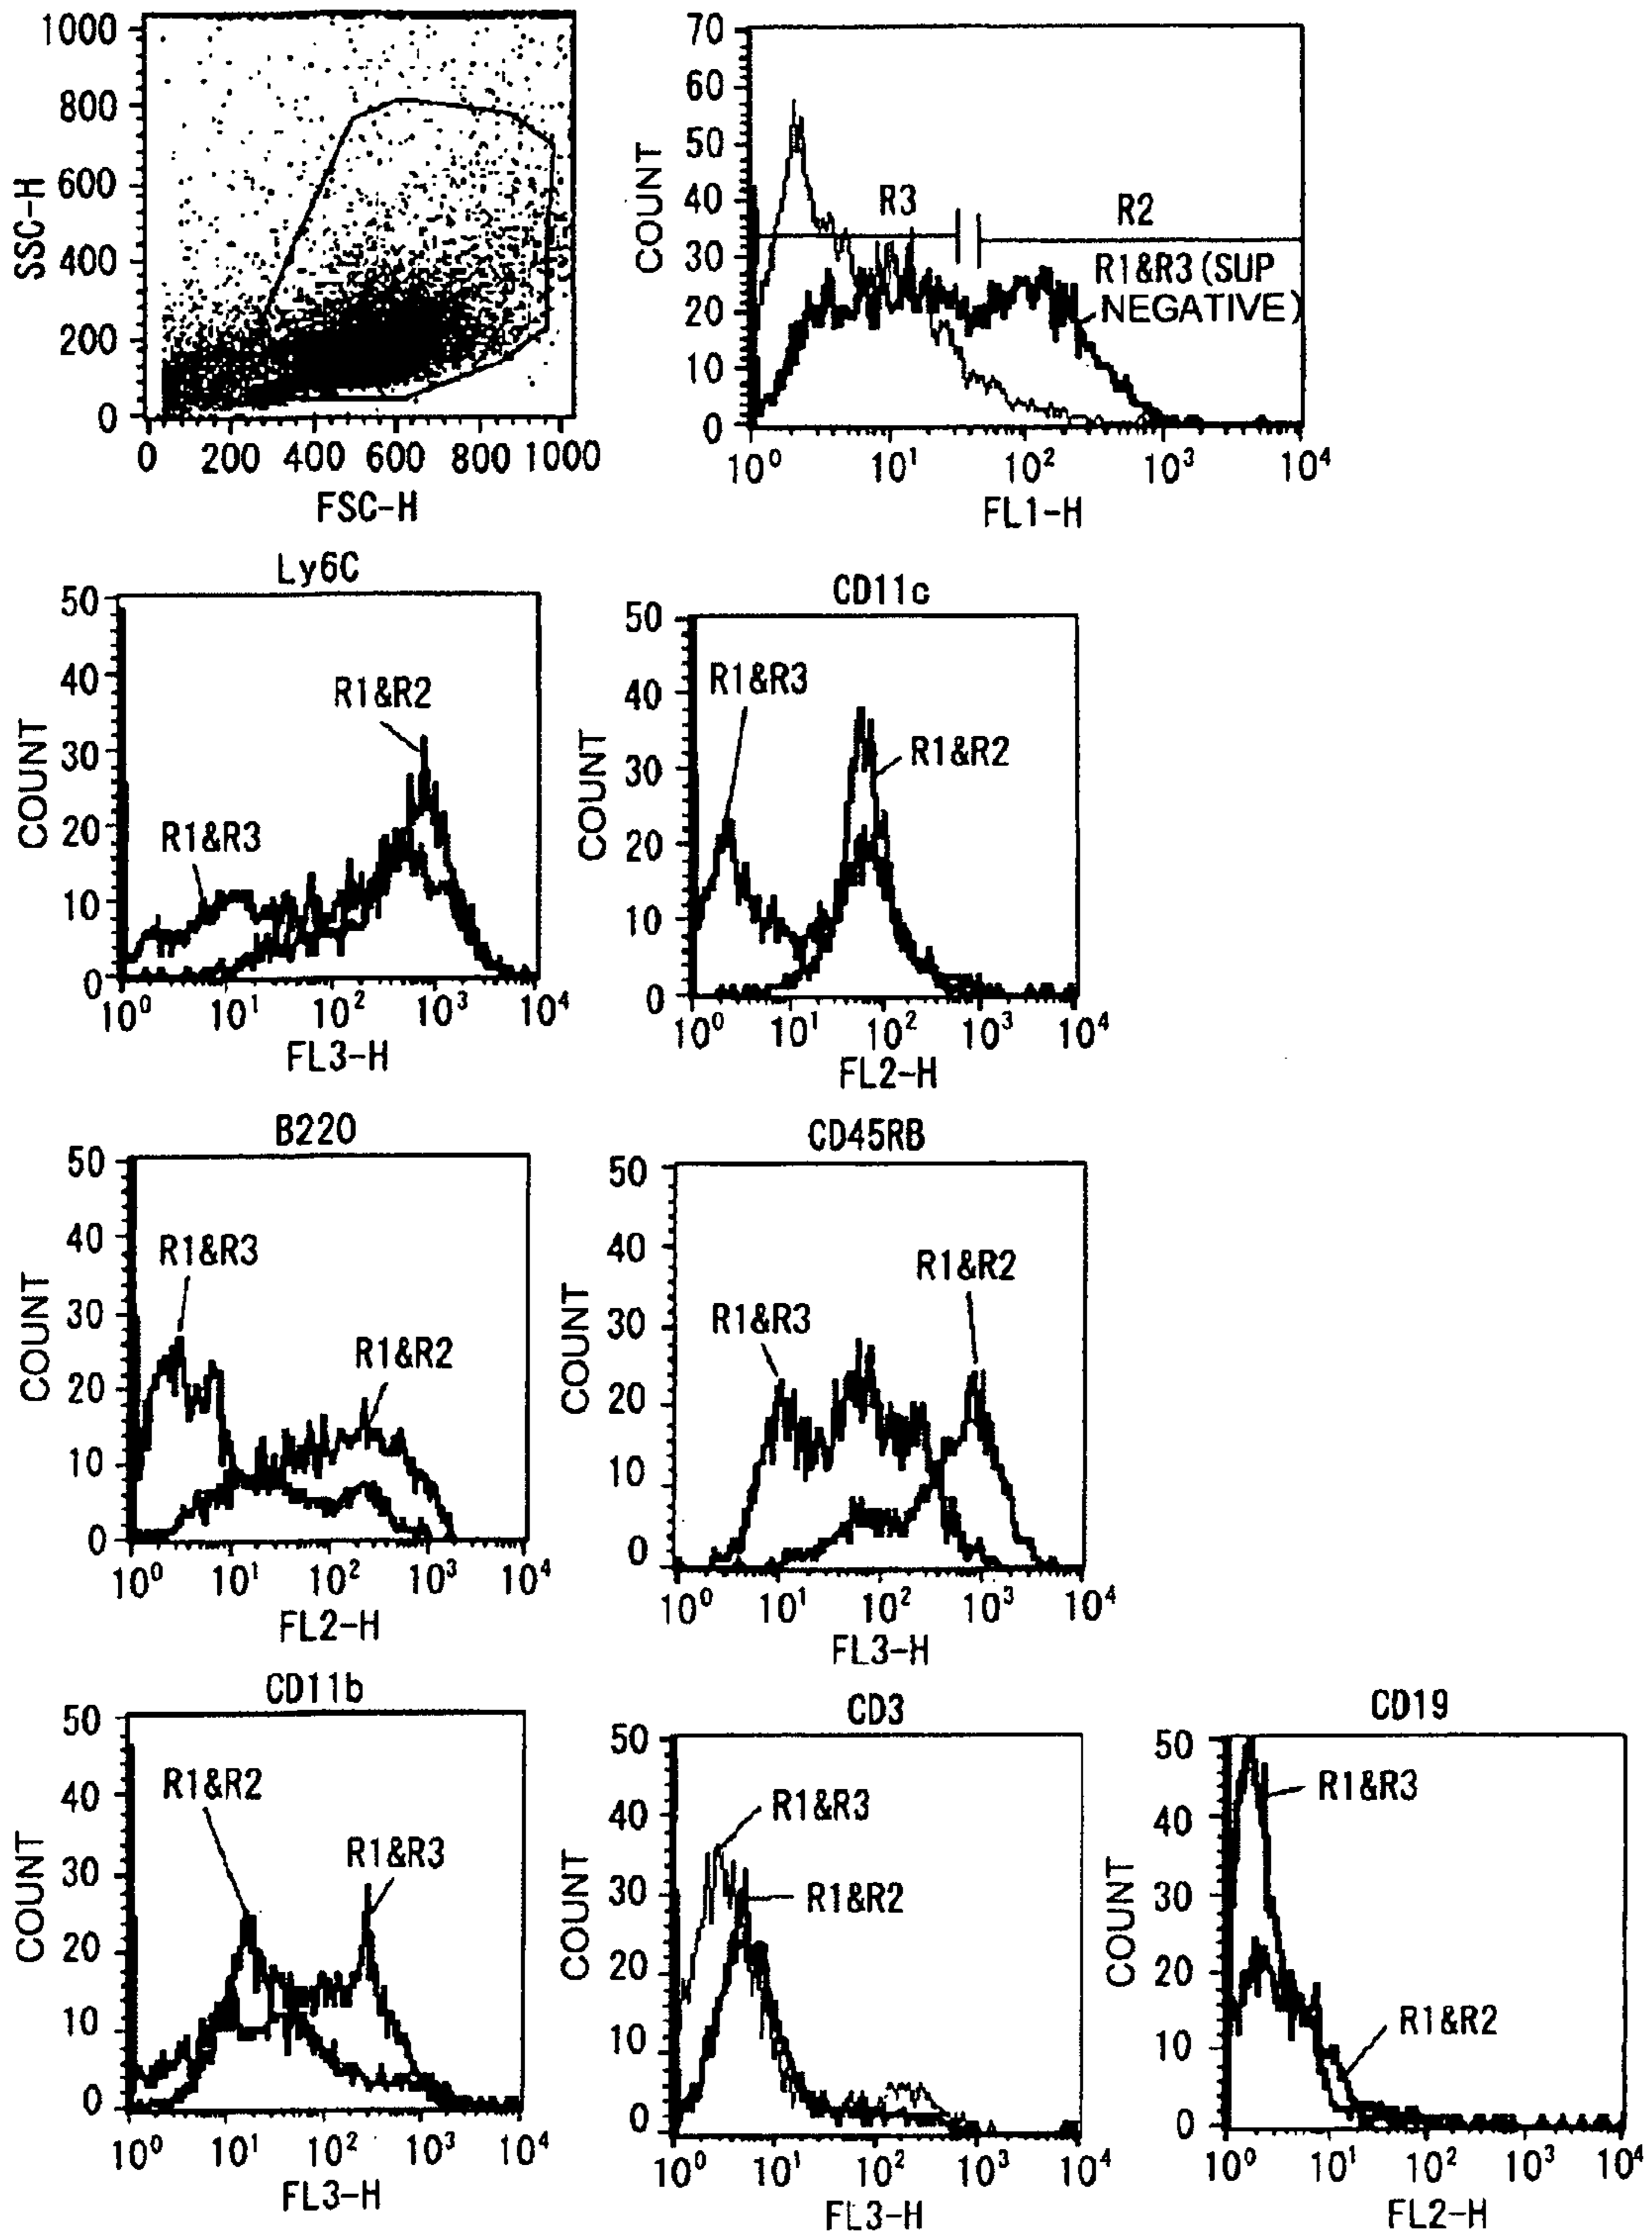 1000
800
600
400
200
0
SSC-H
0 200 400 600 800 1000
FSC-H
70
60
50
40
30
20
10
0
COUNT
R3
R2
R1&R3 (SUP
NEGATIVE)
10⁰ 10¹ 10² 10³ 10⁴
FL1-H
Ly6C
50
40
30
20
10
0
COUNT
R1&R2
R1&R3
10⁰ 10¹ 10² 10³ 10⁴
FL3-H
CD11c
50
40
30
20
10
0
COUNT
R1&R3
R1&R2
10⁰ 10¹ 10² 10³ 10⁴
FL2-H
B220
50
40
30
20
10
0
COUNT
R1&R3
R1&R2
10⁰ 10¹ 10² 10³ 10⁴
FL2-H
CD45RB
50
40
30
20
10
0
COUNT
R1&R2
R1&R3
10⁰ 10¹ 10² 10³ 10⁴
FL3-H
CD11b
50
40
30
20
10
0
COUNT
R1&R2
R1&R3
10⁰ 10¹ 10² 10³ 10⁴
FL3-H
CD3
50
40
30
20
10
0
COUNT
R1&R3
R1&R2
10⁰ 10¹ 10² 10³ 10⁴
FL3-H
CD19
50
40
30
20
10
0
COUNT
R1&R3
R1&R2
10⁰ 10¹ 10² 10³ 10⁴
FL2-H